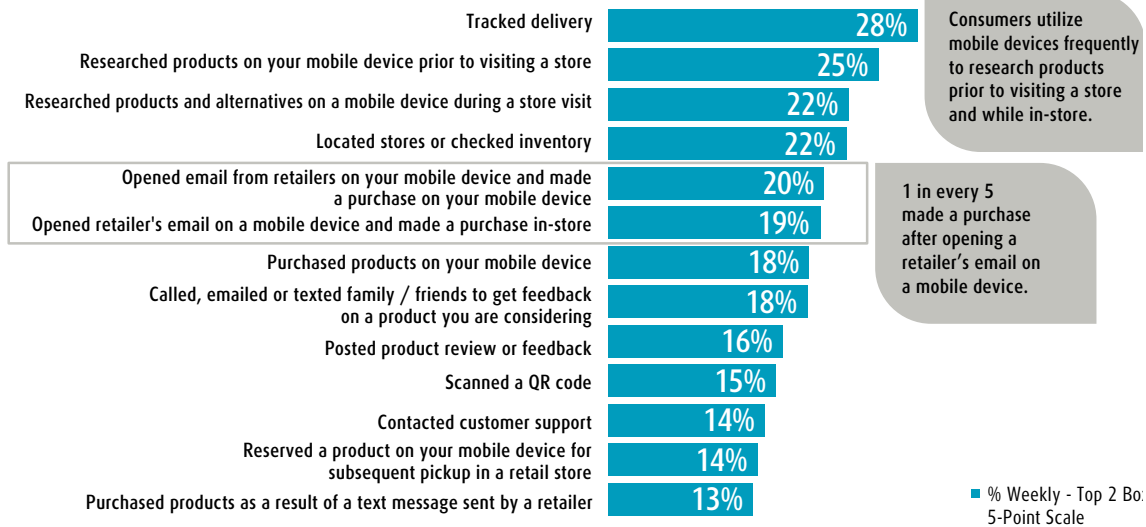 Tracked delivery
28%
Researched products on your mobile device prior to visiting a store
25%
Researched products and alternatives on a mobile device during a store visit
22%
Located stores or checked inventory
22%
Opened email from retailers on your mobile device and made
a purchase on your mobile device
20%
Opened retailer's email on a mobile device and made a purchase in-store
19%
Purchased products on your mobile device
18%
Called, emailed or texted family / friends to get feedback
on a product you are considering
18%
Posted product review or feedback
16%
Scanned a QR code
15%
Contacted customer support
14%
Reserved a product on your mobile device for
subsequent pickup in a retail store
14%
Purchased products as a result of a text message sent by a retailer
13%
Consumers utilize
mobile devices frequently
to research products
prior to visiting a store
and while in-store.
1 in every 5
made a purchase
after opening a
retailer’s email on
a mobile device.
% Weekly - Top 2 Box
5-Point Scale